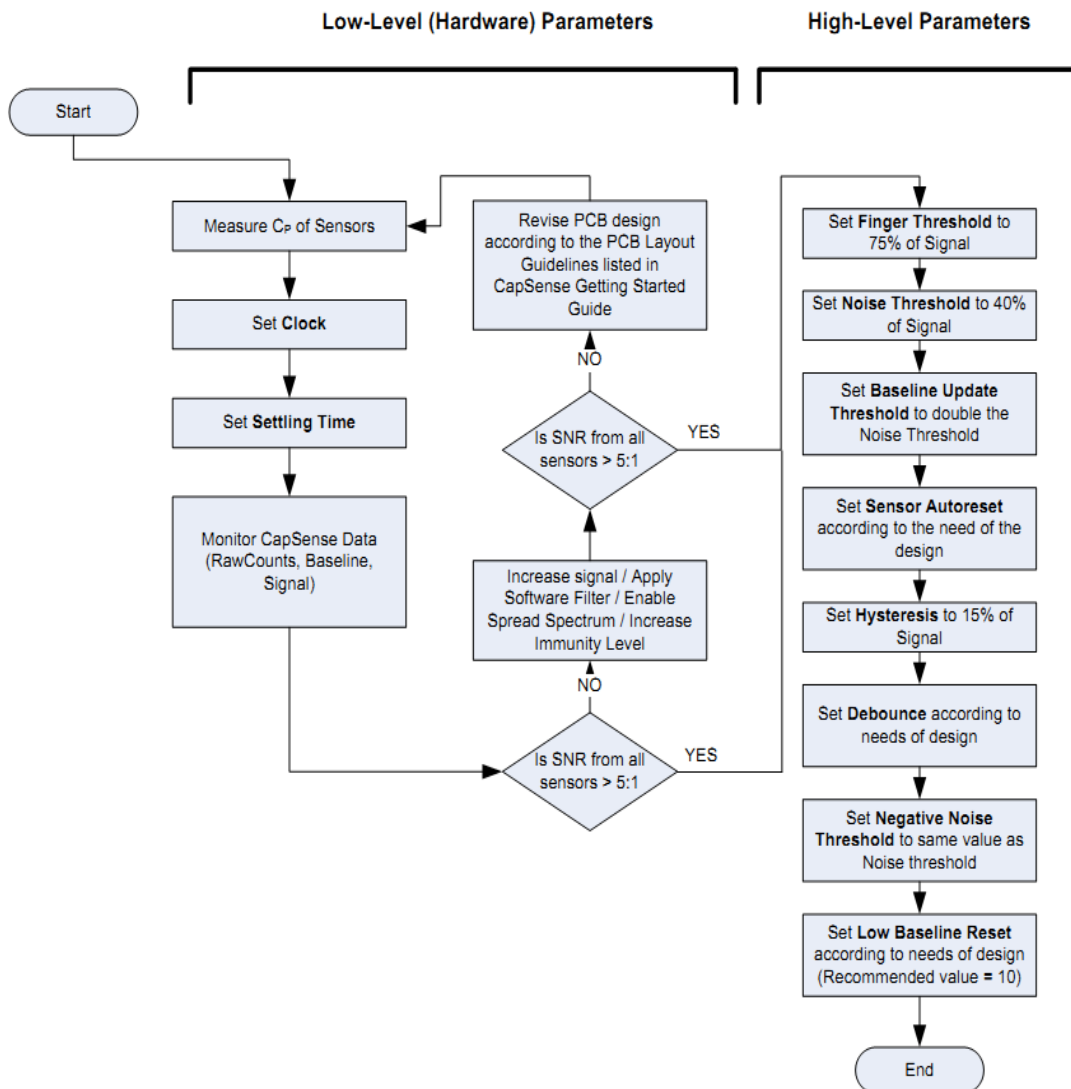 Low-Level (Hardware) Parameters
High-Level Parameters
Start
Measure CP of Sensors
Set Clock
Set Settling Time
Monitor CapSense Data
(RawCounts, Baseline,
Signal)
Revise PCB design
according to the PCB Layout
Guidelines listed in
CapSense Getting Started
Guide
NO
Is SNR from all
sensors > 5:1
YES
Increase signal / Apply
Software Filter / Enable
Spread Spectrum / Increase
Immunity Level
NO
Is SNR from all
sensors > 5:1
YES
Set Finger Threshold to
75% of Signal
Set Noise Threshold to 40%
of Signal
Set Baseline Update
Threshold to double the
Noise Threshold
Set Sensor Autoreset
according to the need of the
design
Set Hysteresis to 15% of
Signal
Set Debounce according to
needs of design
Set Negative Noise
Threshold to same value as
Noise threshold
Set Low Baseline Reset
according to needs of design
(Recommended value = 10)
End